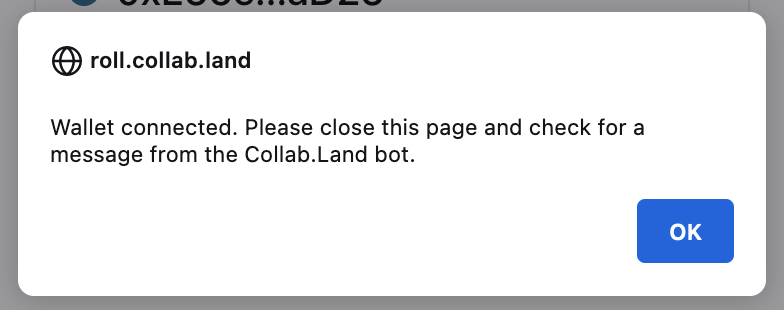 roll.collab.land
Wallet connected. Please close this page and check for a
message from the Collab.Land bot.
OK